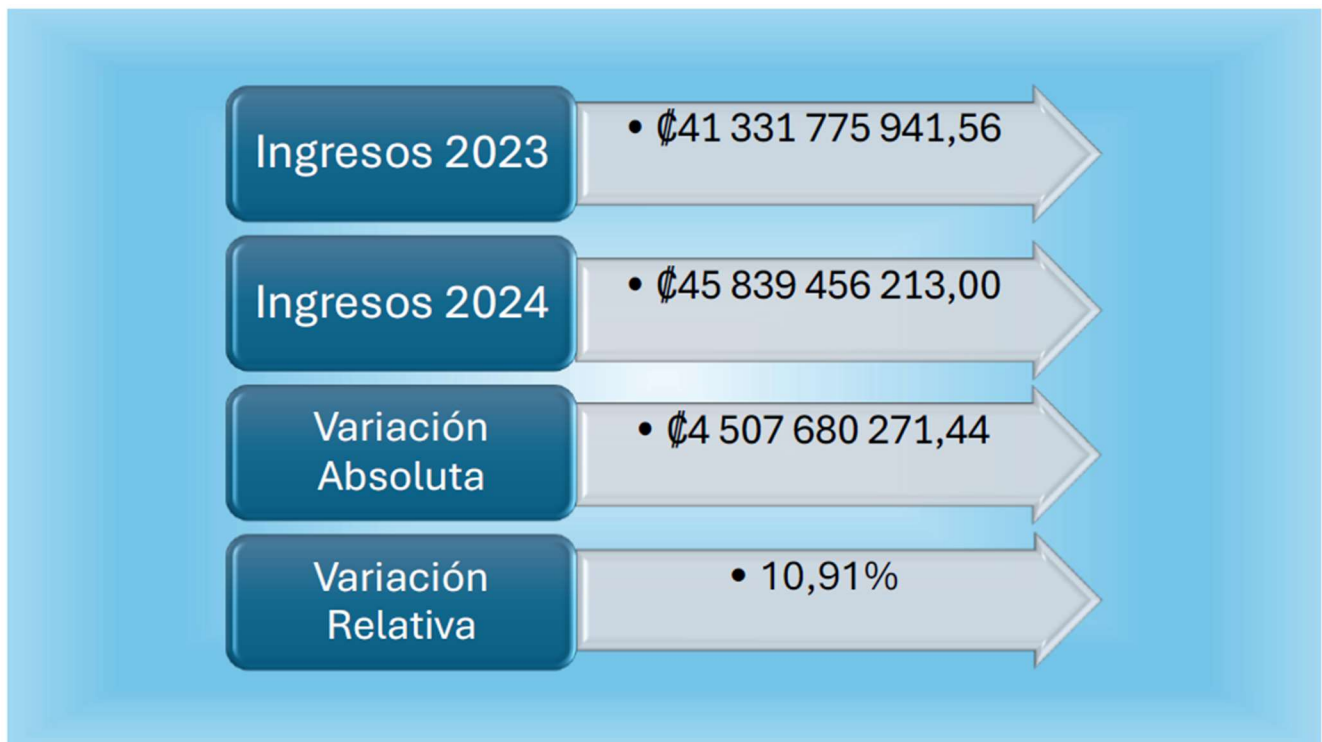 Ingresos 2023
• ₡41 331 775 941,56
Ingresos 2024
• ₡45 839 456 213,00
Variación
Absoluta
• ₡4 507 680 271,44
Variación
Relativa
• 10,91%